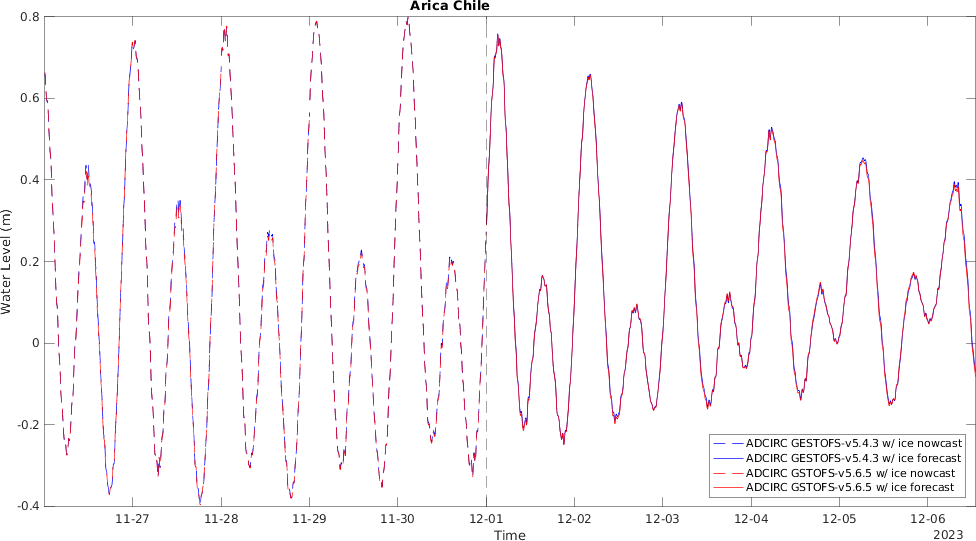 Arica Chile
0.8
0.6
0.4
0.2
0
-0.2
-0.4
Water Level (m)
11-27 11-28 11-29 11-30 12-01 12-02 12-03 12-04 12-05 12-06
Time
2023
ADCIRC GESTOFS-v5.4.3 w/ ice nowcast
ADCIRC GESTOFS-v5.4.3 w/ ice forecast
ADCIRC GSTOFS-v5.6.5 w/ ice nowcast
ADCIRC GSTOFS-v5.6.5 w/ ice forecast